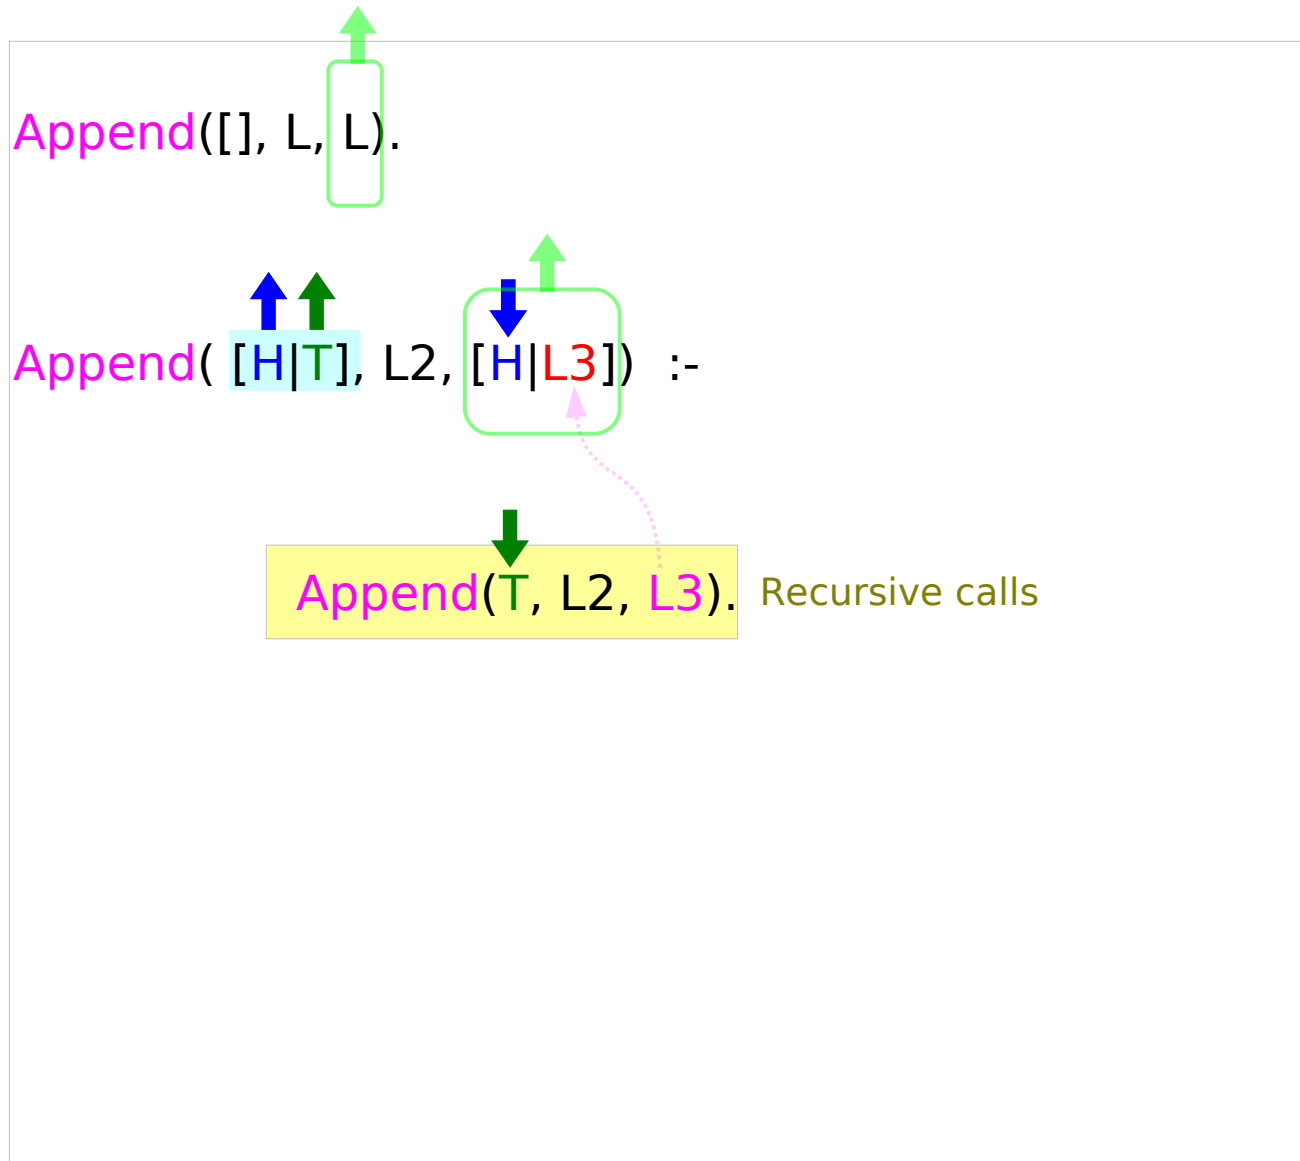 Append([], L, L).
Append( [H|T], L2, [H|L3]) :-
Append(T, L2, L3). Recursive calls